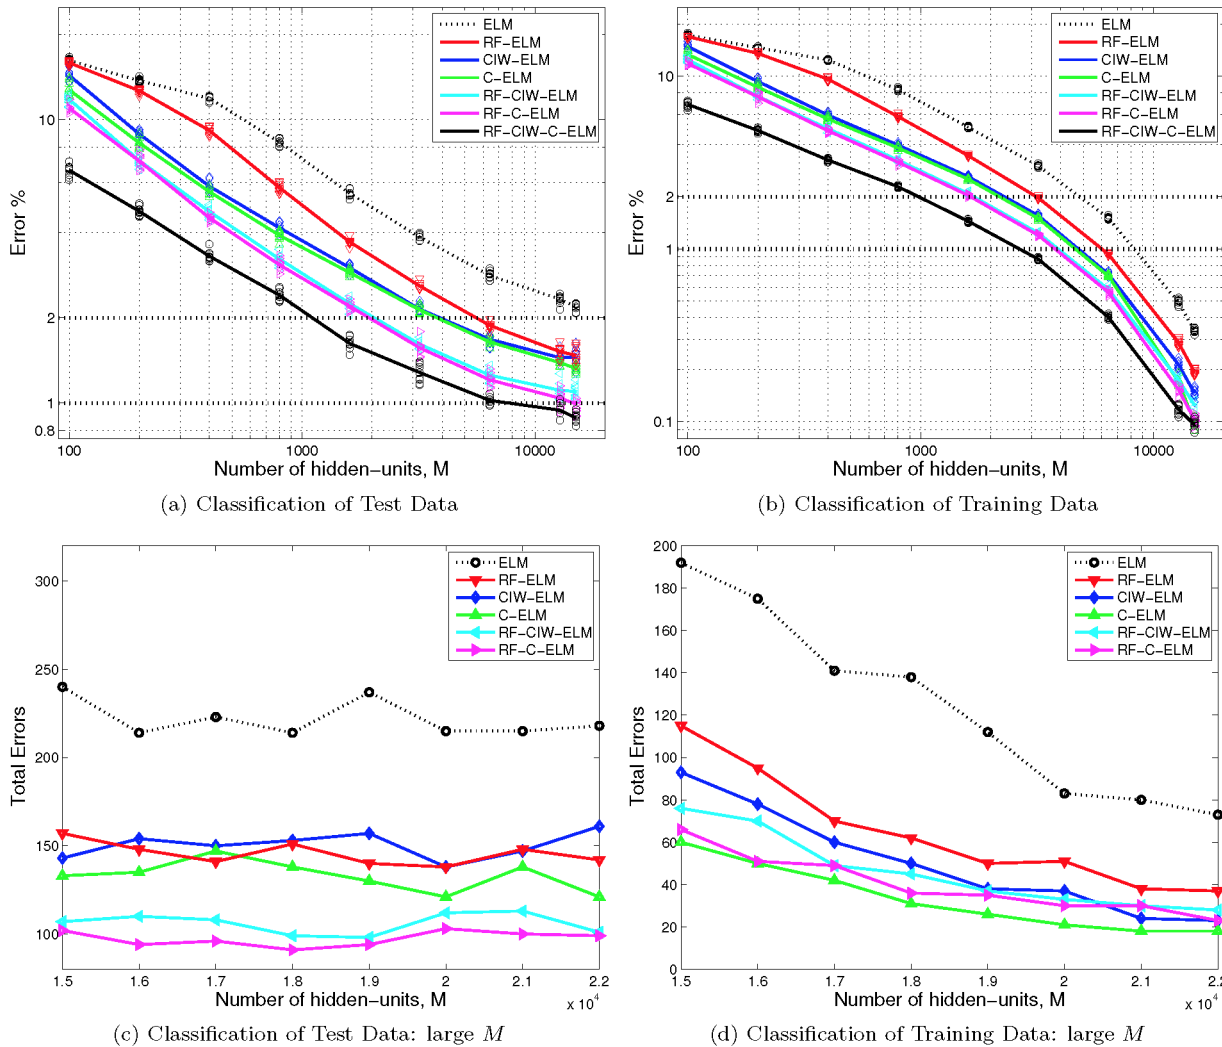 ELM
RF-ELM
CIW-ELM
C-ELM
RF-CIW-ELM
RF-C-ELM
RF-CIW-C-ELM
Error %
10
2
1
0.8
100
1000
10000
Number of hidden-units, M
(a) Classification of Test Data
ELM
RF-ELM
CIW-ELM
C-ELM
RF-CIW-ELM
RF-C-ELM
RF-CIW-C-ELM
Error %
10
2
1
0.1
100
1000
10000
Number of hidden-units, M
(b) Classification of Training Data
ELM
RF-ELM
CIW-ELM
C-ELM
RF-CIW-ELM
RF-C-ELM
Total Errors
300
250
200
150
100
1.5 1.6 1.7 1.8 1.9 2 2.1 2.2
x 10⁴
Number of hidden-units, M
(c) Classification of Test Data: large M
ELM
RF-ELM
CIW-ELM
C-ELM
RF-CIW-ELM
RF-C-ELM
Total Errors
200
180
160
140
120
100
80
60
40
20
0
1.5 1.6 1.7 1.8 1.9 2 2.1 2.2
x 10⁴
Number of hidden-units, M
(d) Classification of Training Data: large M